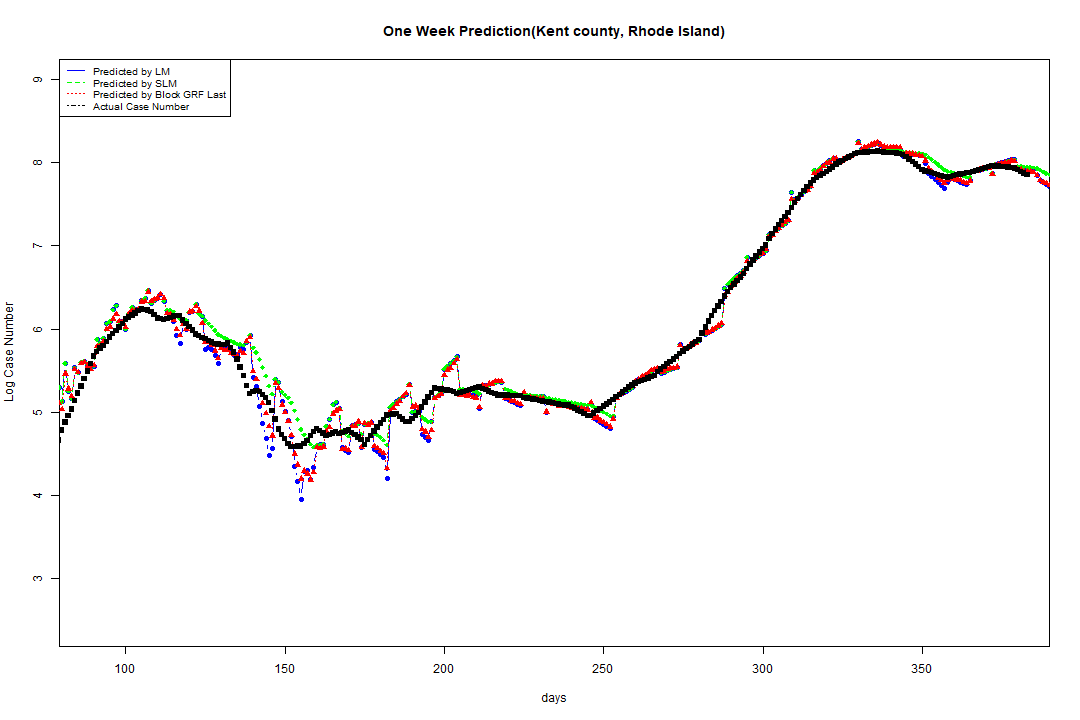 One Week Prediction(Kent county, Rhode Island)
Predicted by LM
Predicted by SLM
Predicted by Block GRF Last
Actual Case Number
9
8
7
6
5
4
3
Log Case Number
100 150 200 250 300 350
days